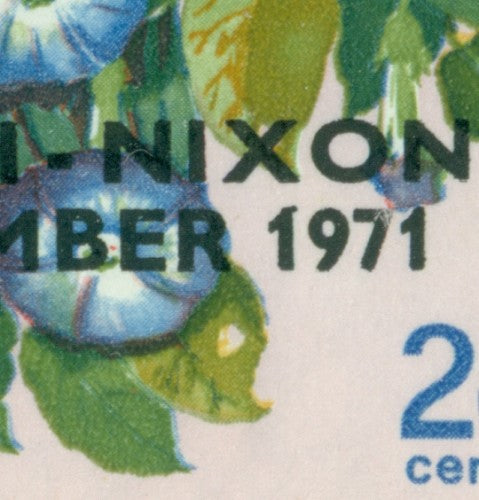 I-NIXON
MBER 1971
2
cen